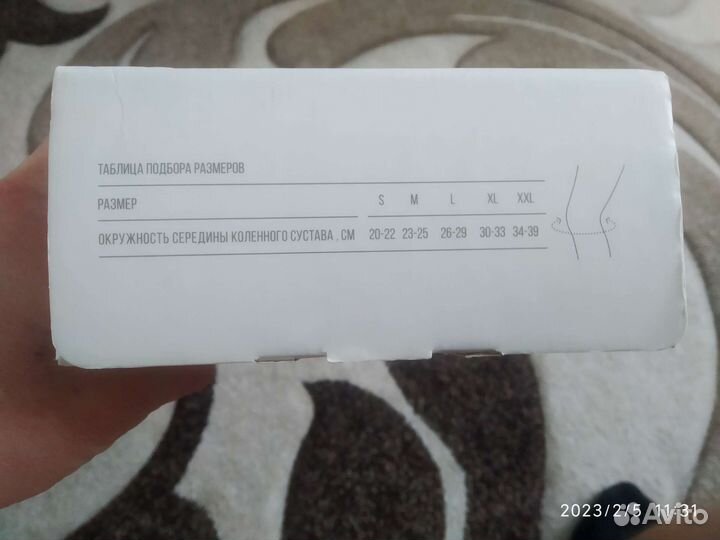 ТАБЛИЦА ПОДБОРА РАЗМЕРОВ
РАЗМЕР S M L XL XXL
ОКРУЖНОСТЬ СЕРЕДИНЫ КОЛЕННОГО СУСТАВА , СМ 20-22 23-25 26-29 30-33 34-39
2023/2/5 11:31
Avito